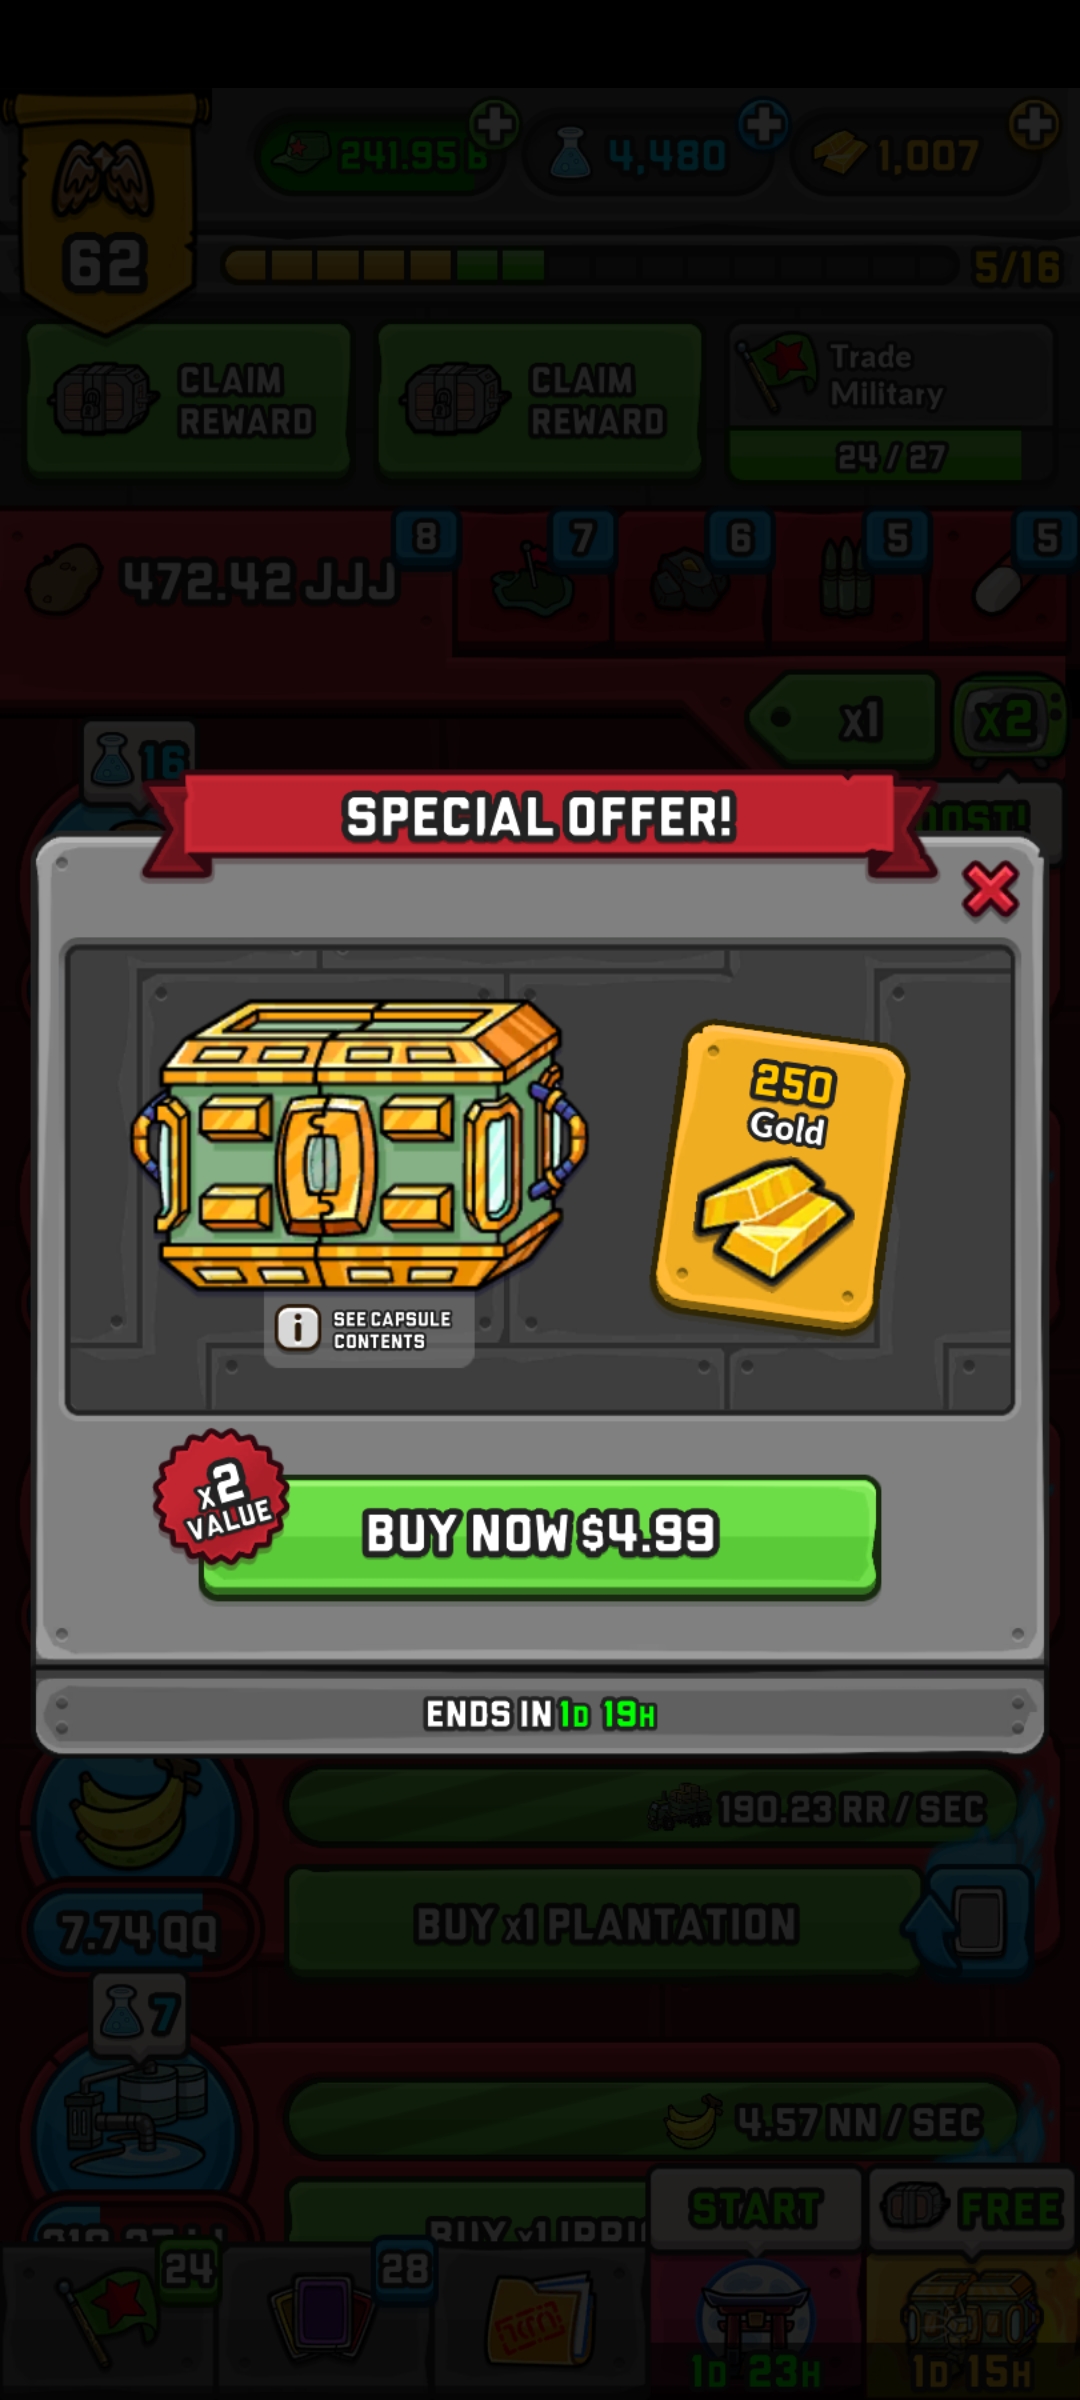 241.95 b
4,480
1,007
62
5/16
CLAIM
REWARD
CLAIM
REWARD
Trade
Military
24 / 27
472.42 JJJ
8
7
6
5
5
x1
x2
16
SPECIAL OFFER!
250
Gold
i
SEE CAPSULE
CONTENTS
x2
VALUE
BUY NOW $4.99
ENDS IN 1D 19H
190.23 RR / SEC
7.74 QQ
BUY x1 PLANTATION
7
4.57 NN / SEC
START
FREE
BUY x1
24
28
1D 23H
1D 15H